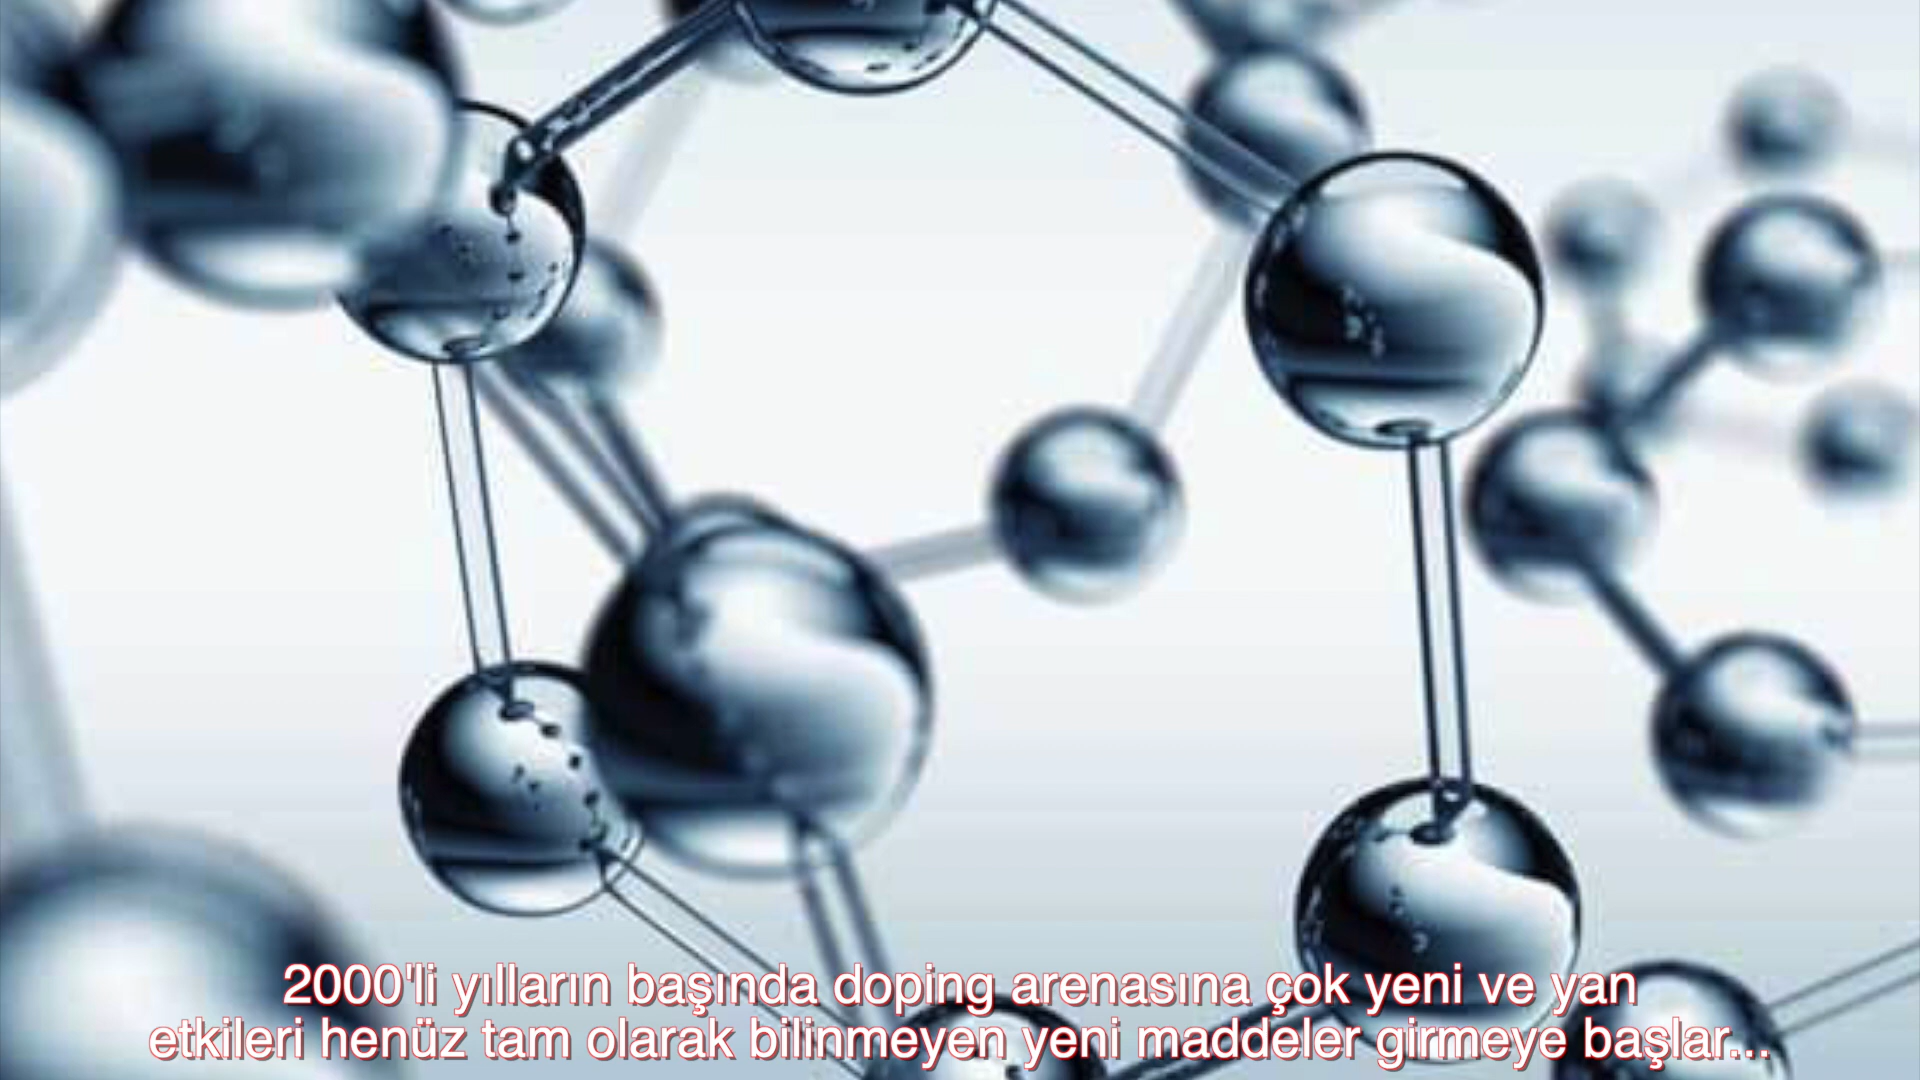 2000'li yılların başında doping arenasına çok yeni ve yan
etkileri henüz tam olarak bilinmeyen yeni maddeler girmeye başlar...